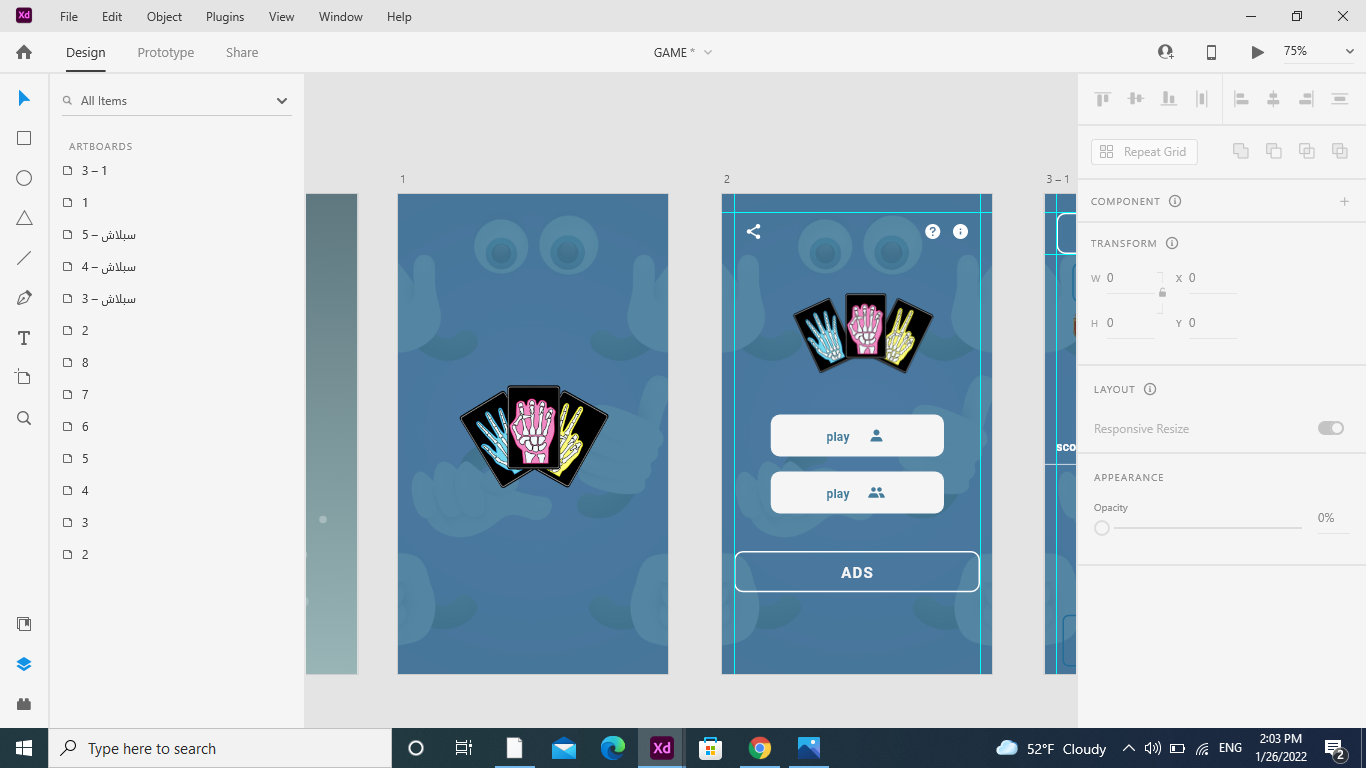 Xd File Edit Object Plugins View Window Help
Design Prototype Share GAME * 75%
All Items
ARTBOARDS
3 – 1
1
سبلاش – 5
سبلاش – 4
سبلاش – 3
2
8
7
6
5
4
3
2
1
2
3 – 1
play
play
ADS
sco
Repeat Grid
COMPONENT
TRANSFORM
W 0 X 0
H 0 Y 0
LAYOUT
Responsive Resize
APPEARANCE
Opacity
0%
Type here to search
Xd
52°F Cloudy
ENG
2:03 PM
1/26/2022
2